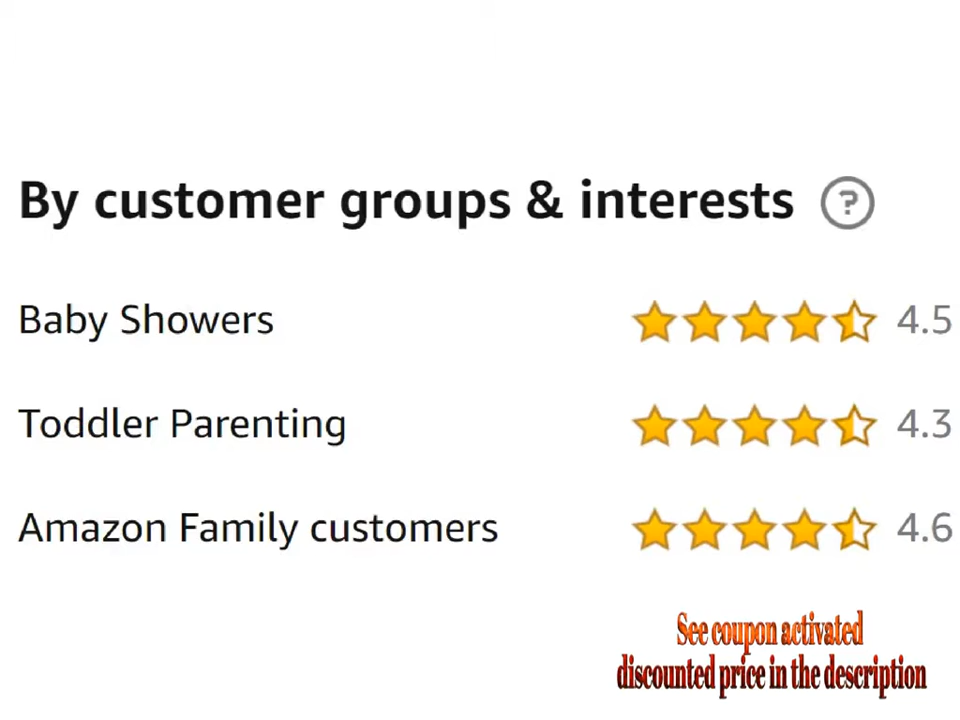 By customer groups & interests ?
Baby Showers 4.5
Toddler Parenting 4.3
Amazon Family customers 4.6
See coupon activated
discounted price in the description